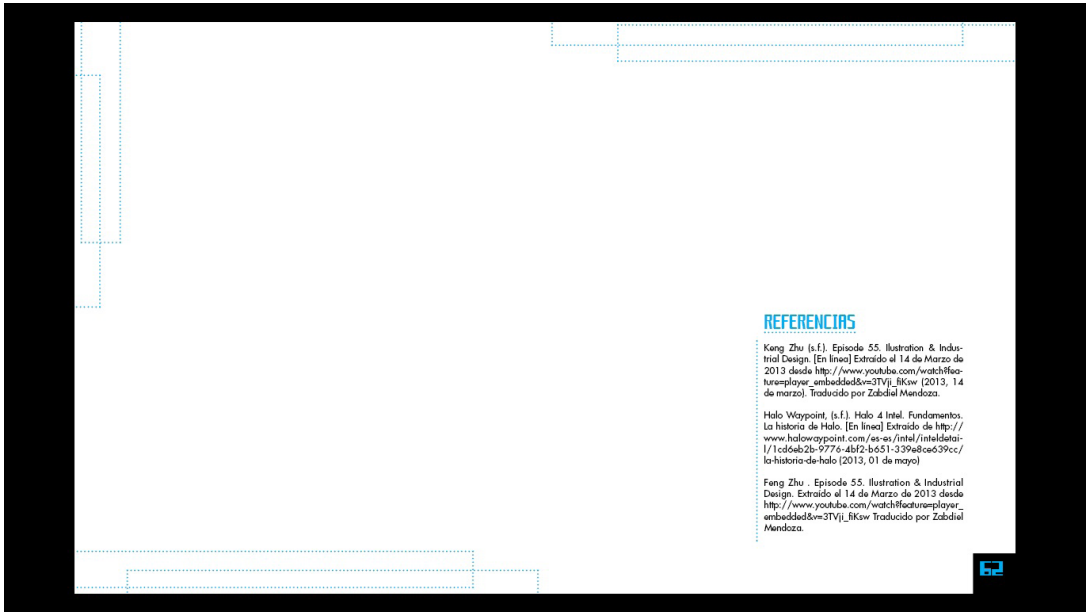 REFERENCIAS
Keng Zhu (s.f.). Episode 55. Ilustration & Indus-
trial Design. [En línea] Extraído el 14 de Marzo de
2013 desde http://www.youtube.com/watch?fea-
ture=player_embedded&v=3TVji_fiKsw (2013, 14
de marzo). Traducido por Zabdiel Mendoza.
Halo Waypoint, (s.f.). Halo 4 Intel. Fundamentos.
La historia de Halo. [En línea] Extraído de http://
www.halowaypoint.com/es-es/intel/inteldetai-
l/1cd6eb2b-9776-4bf2-b651-339e8ce639cc/
la-historia-de-halo (2013, 01 de mayo)
Feng Zhu . Episode 55. Ilustration & Industrial
Design. Extraído el 14 de Marzo de 2013 desde
http://www.youtube.com/watch?feature=player_
embedded&v=3TVji_fiKsw Traducido por Zabdiel
Mendoza.
62